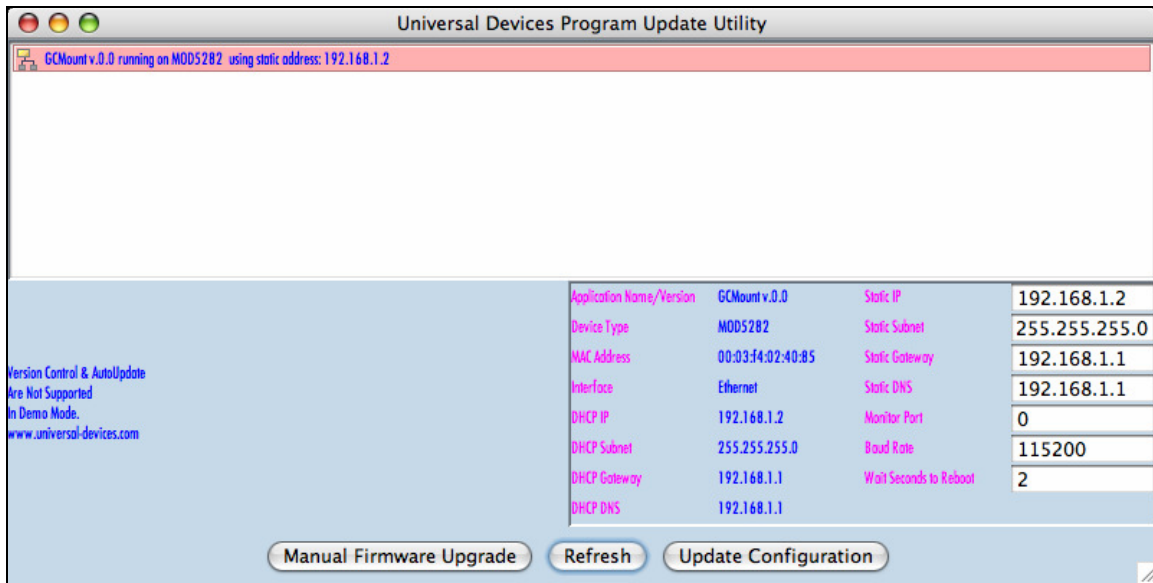 Universal Devices Program Update Utility
GCMount v.0.0 running on MOD5282 using static address: 192.168.1.2
Version Control & AutoUpdate
Are Not Supported
In Demo Mode.
www.universal-devices.com
Application Name/Version GCMount v.0.0 Static IP 192.168.1.2
Device Type MOD5282 Static Subnet 255.255.255.0
MAC Address 00:03:f4:02:40:85 Static Gateway 192.168.1.1
Interface Ethernet Static DNS 192.168.1.1
DHCP IP 192.168.1.2 Monitor Port 0
DHCP Subnet 255.255.255.0 Baud Rate 115200
DHCP Gateway 192.168.1.1 Wait Seconds to Reboot 2
DHCP DNS 192.168.1.1
Manual Firmware Upgrade Refresh Update Configuration